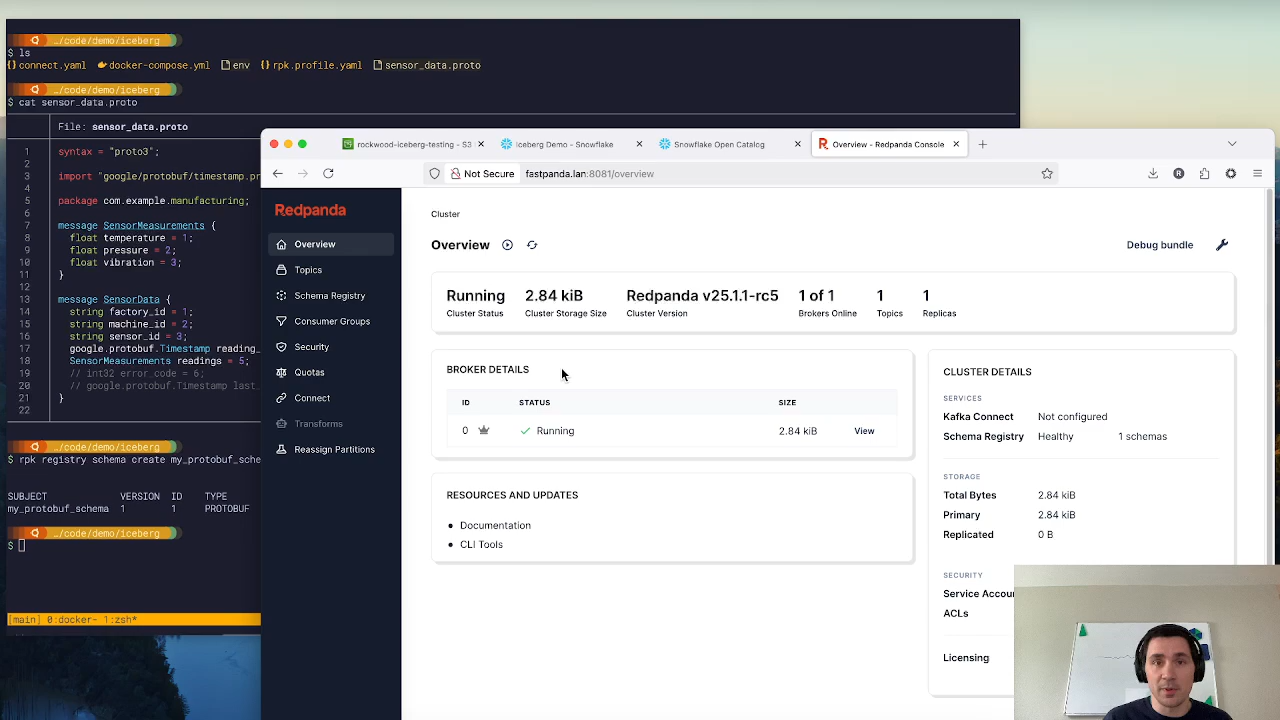 …/code/demo/iceberg
$ ls
{} connect.yaml docker-compose.yml env {} rpk.profile.yaml sensor_data.proto
…/code/demo/iceberg
$ cat sensor_data.proto
File: sensor_data.proto
1 syntax = "proto3";
2
3 import "google/protobuf/timestamp.pr
4
5 package com.example.manufacturing;
6
7 message SensorMeasurements {
8 float temperature = 1;
9 float pressure = 2;
10 float vibration = 3;
11 }
12
13 message SensorData {
14 string factory_id = 1;
15 string machine_id = 2;
16 string sensor_id = 3;
17 google.protobuf.Timestamp reading_
18 SensorMeasurements readings = 5;
19 // int32 error_code = 6;
20 // google.protobuf.Timestamp last_
21 }
22
…/code/demo/iceberg
$ rpk registry schema create my_protobuf_sche
SUBJECT VERSION ID TYPE
my_protobuf_schema 1 1 PROTOBUF
…/code/demo/iceberg
$
[main] 0:docker- 1:zsh*
rockwood-iceberg-testing - S3
Iceberg Demo - Snowflake
Snowflake Open Catalog
Overview - Redpanda Console
Not Secure fastpanda.lan:8081/overview
Redpanda
Overview
Topics
Schema Registry
Consumer Groups
Security
Quotas
Connect
Transforms
Reassign Partitions
Cluster
Overview
Debug bundle
Running 2.84 kiB Redpanda v25.1.1-rc5 1 of 1 1 1
Cluster Status Cluster Storage Size Cluster Version Brokers Online Topics Replicas
BROKER DETAILS
ID STATUS SIZE
0 Running 2.84 kiB View
RESOURCES AND UPDATES
Documentation
CLI Tools
CLUSTER DETAILS
SERVICES
Kafka Connect Not configured
Schema Registry Healthy 1 schemas
STORAGE
Total Bytes 2.84 kiB
Primary 2.84 kiB
Replicated 0 B
SECURITY
Service Accou
ACLs
Licensing